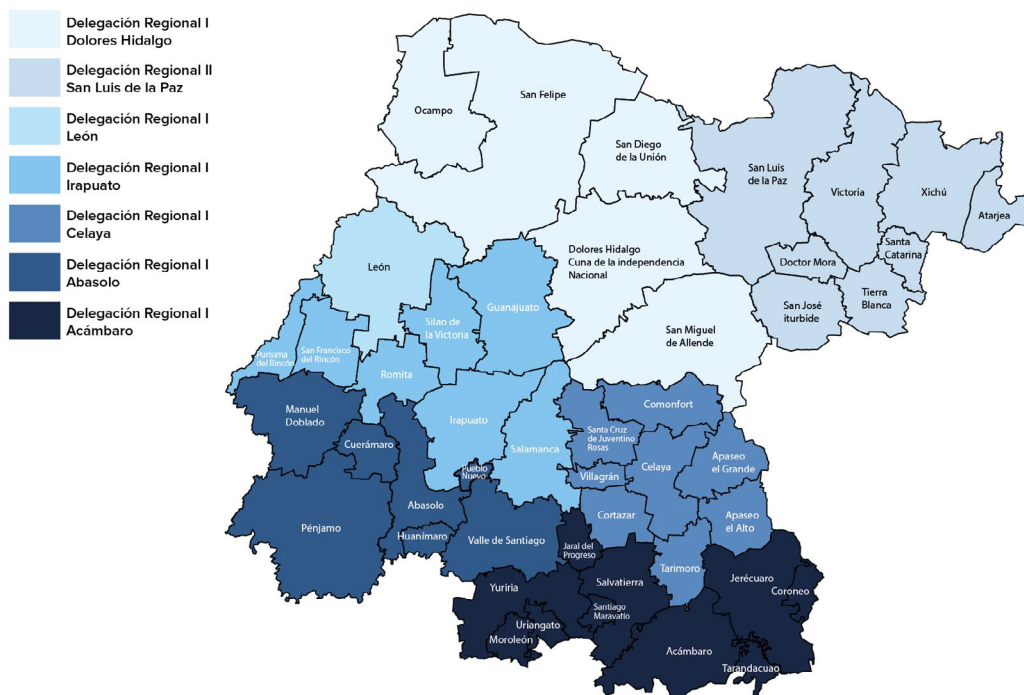 Delegación Regional I
Dolores Hidalgo
Delegación Regional II
San Luis de la Paz
Delegación Regional I
León
Delegación Regional I
Irapuato
Delegación Regional I
Celaya
Delegación Regional I
Abasolo
Delegación Regional I
Acámbaro
Ocampo
San Felipe
San Diego
de la Unión
San Luis
de la Paz
Victoria
Xichú
Atarjea
Dolores Hidalgo
Cuna de la independencia
Nacional
Doctor Mora
Santa
Catarina
Tierra
Blanca
San José
iturbide
León
Silao de
la Victoria
Guanajuato
San Miguel
de Allende
Purísima
del Rincón
San Francisco
del Rincón
Romita
Manuel
Doblado
Cuerámaro
Irapuato
Salamanca
Comonfort
Santa Cruz
de Juventino
Rosas
Celaya
Apaseo
el Grande
Pueblo
Nuevo
Villagrán
Pénjamo
Abasolo
Huanímaro
Valle de Santiago
Cortazar
Apaseo
el Alto
Jaral del
Progreso
Tarimoro
Yuriria
Salvatierra
Jerécuaro
Coroneo
Santiago
Maravatío
Uriangato
Moroleón
Acámbaro
Tarandacuao